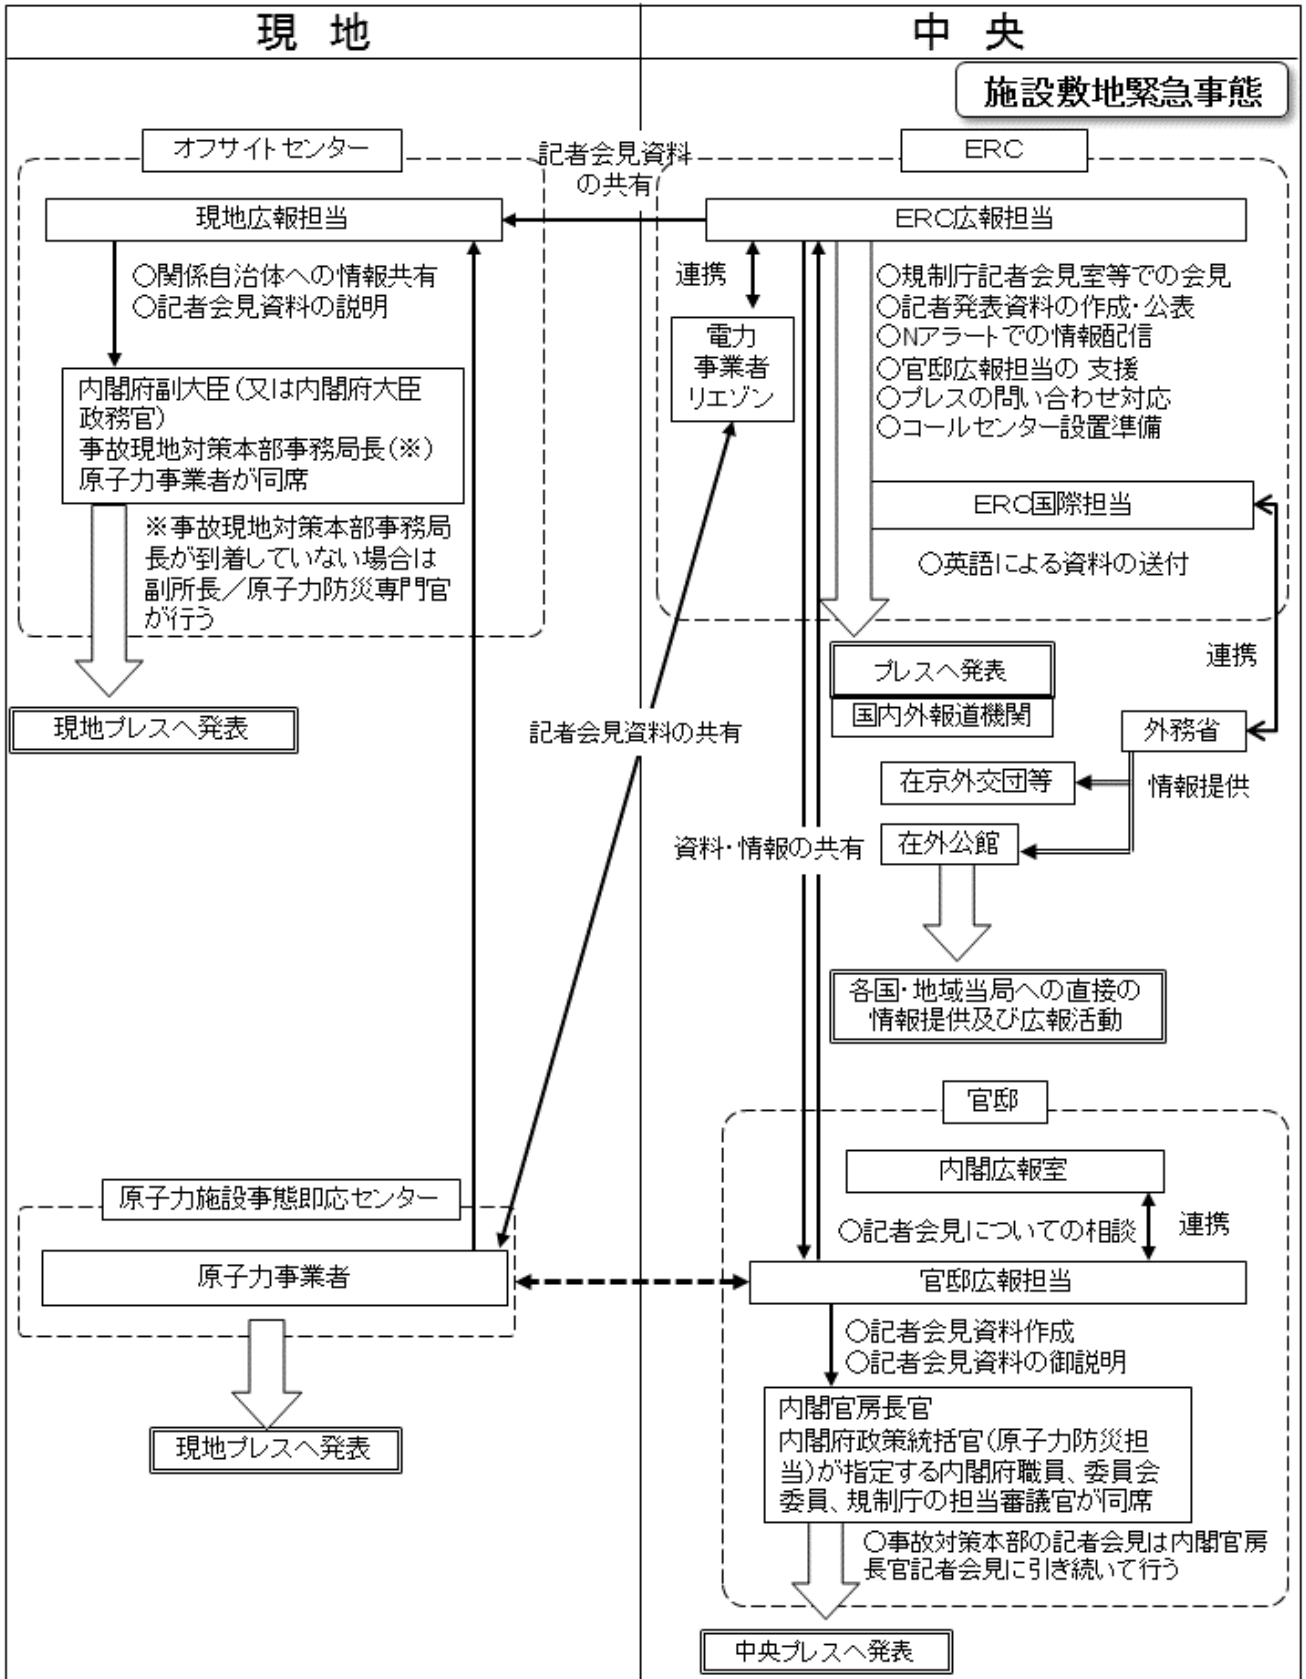 現 地
中 央
施設敷地緊急事態
オフサイトセンター
記者会見資料
の共有
ERC
現地広報担当
ERC広報担当
○関係自治体への情報共有
○記者会見資料の説明
連携
○規制庁記者会見室等での会見
○記者発表資料の作成・公表
○Nアラートでの情報配信
○官邸広報担当の 支援
○プレスの問い合わせ対応
○コールセンター設置準備
電力
事業者
リエゾン
内閣府副大臣(又は内閣府大臣
政務官)
事故現地対策本部事務局長(※)
原子力事業者が同席
※事故現地対策本部事務局
長が到着していない場合は
副所長/原子力防災専門官
が行う
ERC国際担当
○英語による資料の送付
現地プレスへ発表
記者会見資料の共有
プレスへ発表
国内外報道機関
連携
外務省
在京外交団等
情報提供
資料・情報の共有
在外公館
各国・地域当局への直接の
情報提供及び広報活動
官邸
内閣広報室
○記者会見についての相談
連携
原子力施設事態即応センター
原子力事業者
官邸広報担当
○記者会見資料作成
○記者会見資料の御説明
現地プレスへ発表
内閣官房長官
内閣府政策統括官(原子力防災担
当)が指定する内閣府職員、委員会
委員、規制庁の担当審議官が同席
○事故対策本部の記者会見は内閣官房
長官記者会見に引き続いて行う
中央プレスへ発表